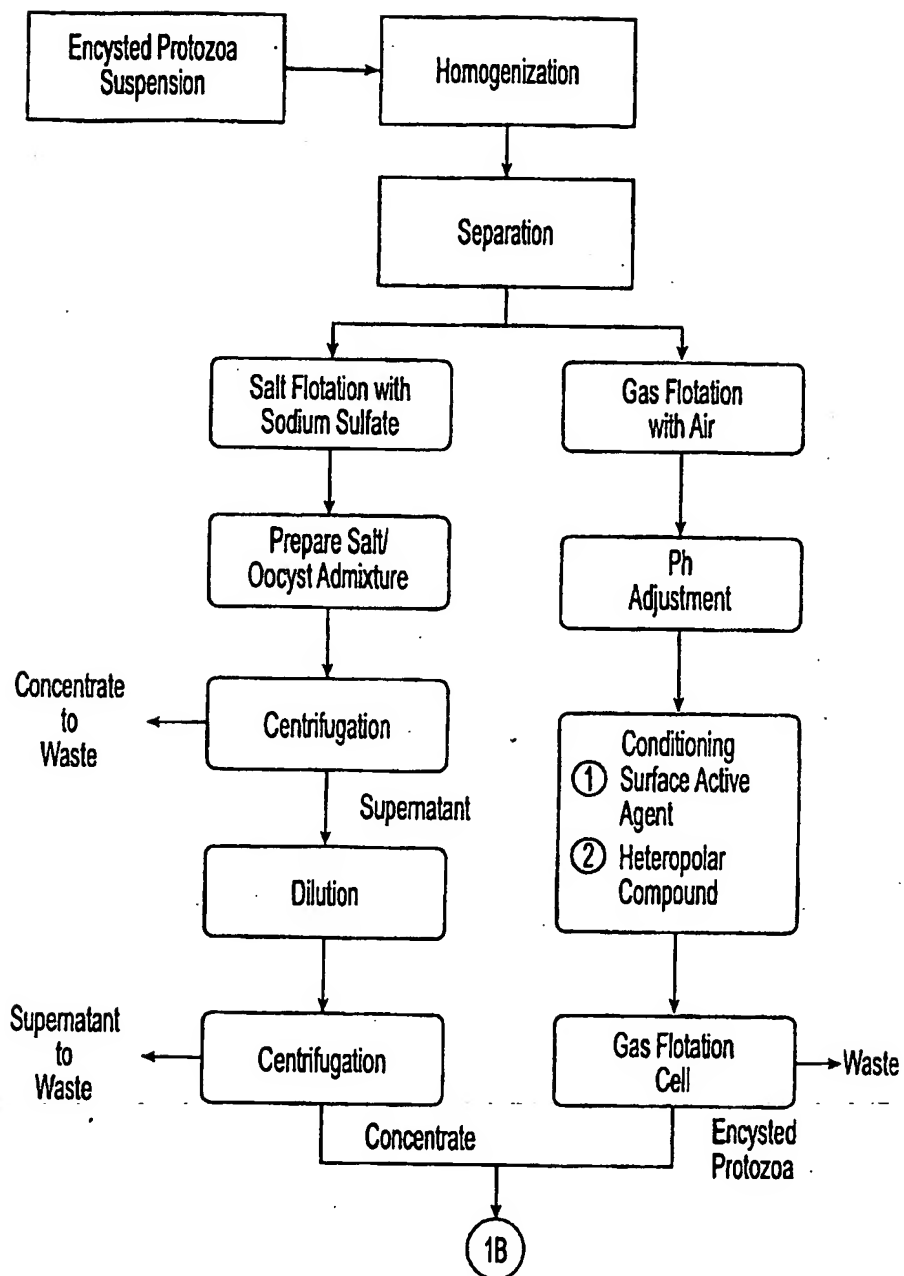 Encysted Protozoa
Suspension
Homogenization
Separation
Salt Flotation with
Sodium Sulfate
Gas Flotation
with Air
Prepare Salt/
Oocyst Admixture
Ph
Adjustment
Concentrate
to
Waste
Centrifugation
Supernatant
Conditioning
1 Surface Active
Agent
2 Heteropolar
Compound
Dilution
Supernatant
to
Waste
Centrifugation
Gas Flotation
Cell
Waste
Concentrate
Encysted
Protozoa
1B